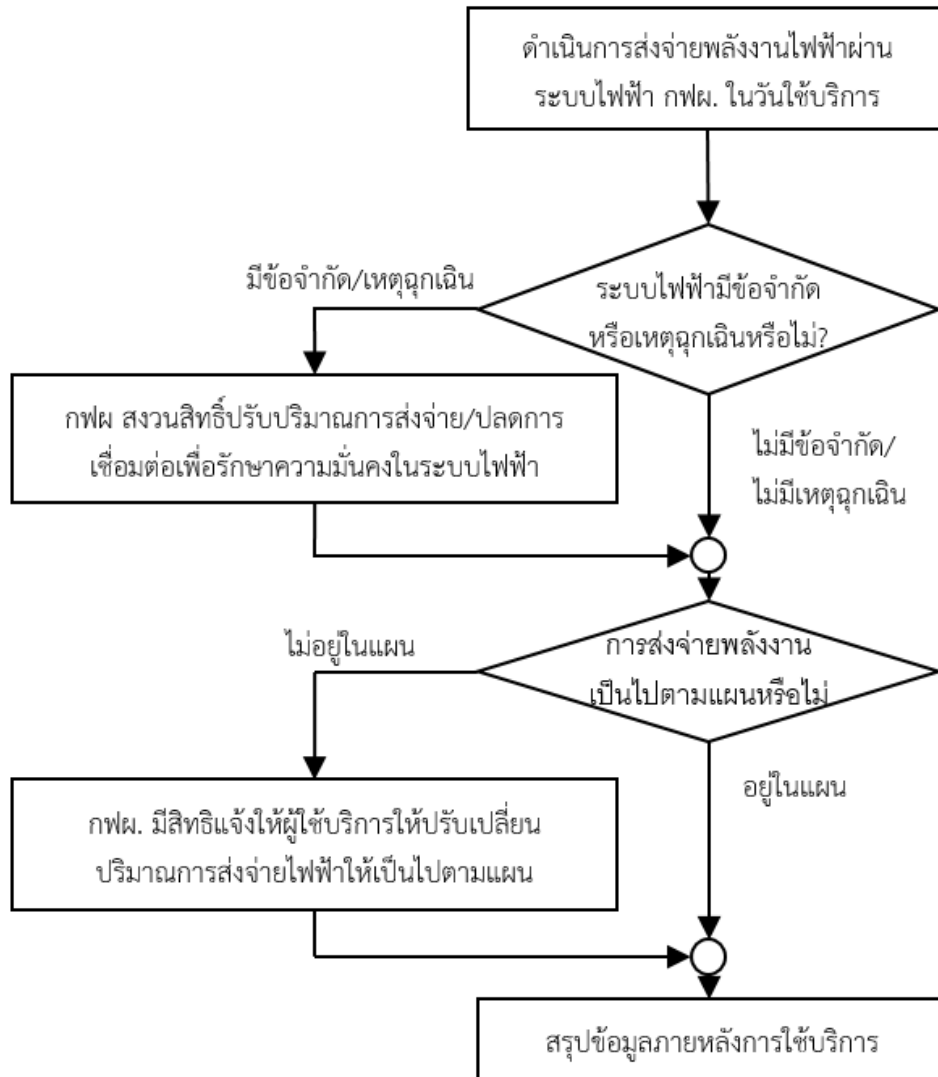 ดำเนินการส่งจ่ายพลังงานไฟฟ้าผ่าน
ระบบไฟฟ้า กฟผ. ในวันใช้บริการ
มีข้อจำกัด/เหตุฉุกเฉิน
ระบบไฟฟ้ามีข้อจำกัด
หรือเหตุฉุกเฉินหรือไม่?
กฟผ สงวนสิทธิ์ปรับปริมาณการส่งจ่าย/ปลดการ
เชื่อมต่อเพื่อรักษาความมั่นคงในระบบไฟฟ้า
ไม่มีข้อจำกัด/
ไม่มีเหตุฉุกเฉิน
ไม่อยู่ในแผน
การส่งจ่ายพลังงาน
เป็นไปตามแผนหรือไม่
อยู่ในแผน
กฟผ. มีสิทธิแจ้งให้ผู้ใช้บริการให้ปรับเปลี่ยน
ปริมาณการส่งจ่ายไฟฟ้าให้เป็นไปตามแผน
สรุปข้อมูลภายหลังการใช้บริการ